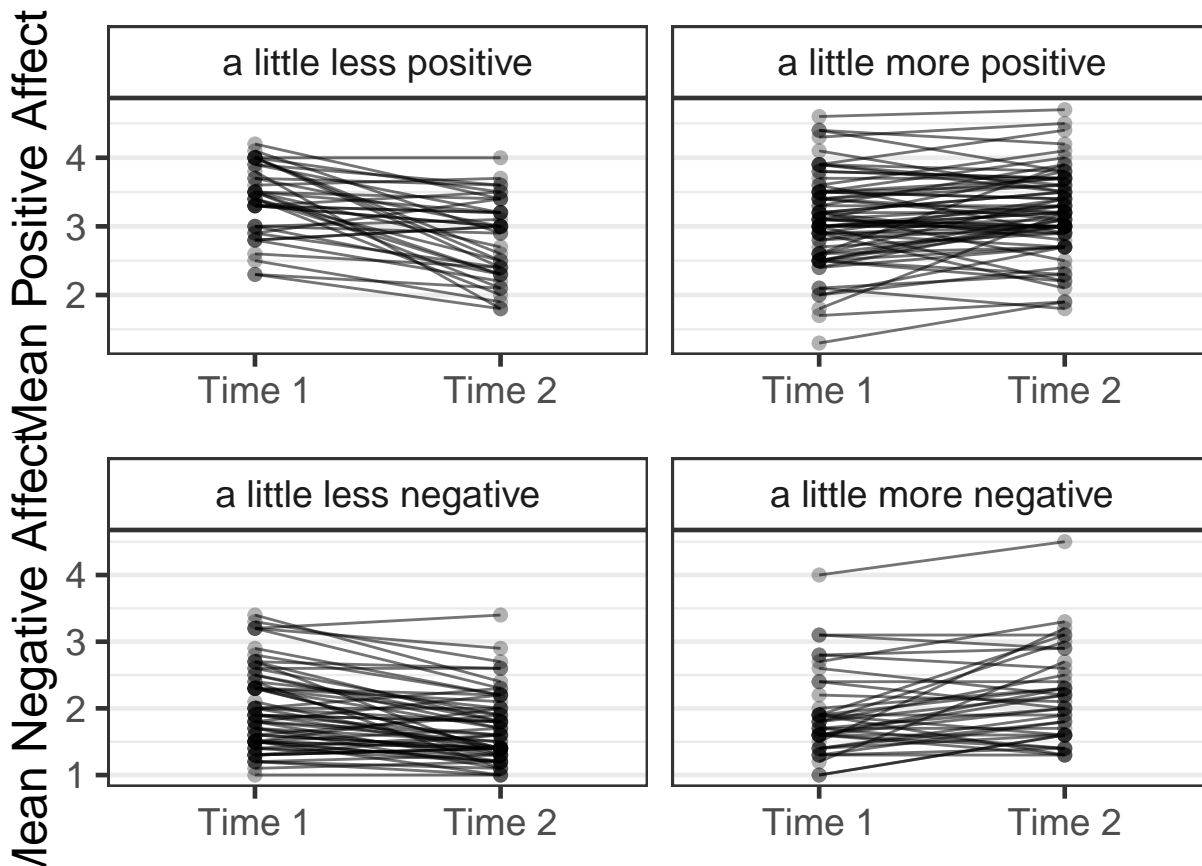 Mean Positive Affect
a little less positive
a little more positive
4
3
2
Time 1
Time 2
Time 1
Time 2
Mean Negative Affect
a little less negative
a little more negative
4
3
2
1
Time 1
Time 2
Time 1
Time 2